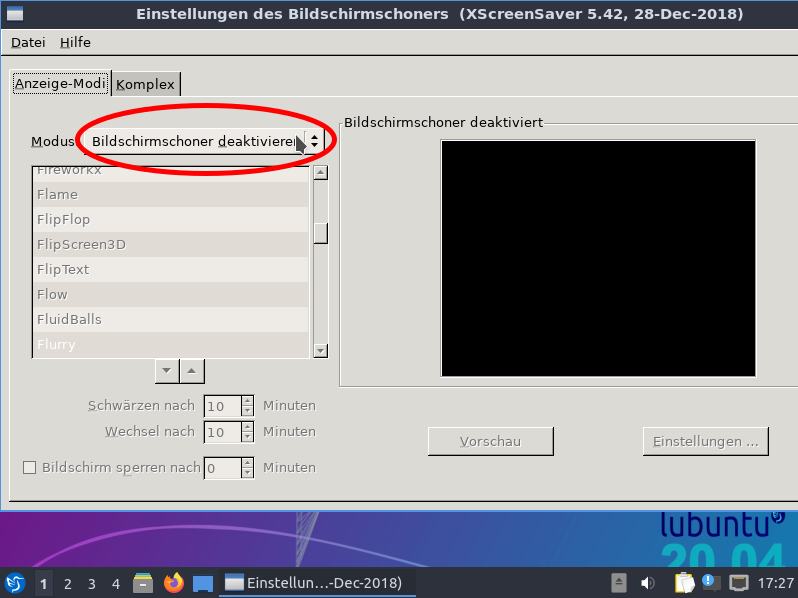 Einstellungen des Bildschirmschoners (XScreenSaver 5.42, 28-Dec-2018)
Datei Hilfe
Anzeige-Modi Komplex
Bildschirmschoner deaktiviert
Modus Bildschirmschoner deaktivieren
Fireworkx
Flame
FlipFlop
FlipScreen3D
FlipText
Flow
FluidBalls
Flurry
Schwärzen nach 10 Minuten
Wechsel nach 10 Minuten
Vorschau Einstellungen ...
Bildschirm sperren nach 0 Minuten
lubuntu
20.04
1 2 3 4 Einstellun...-Dec-2018) 17:27